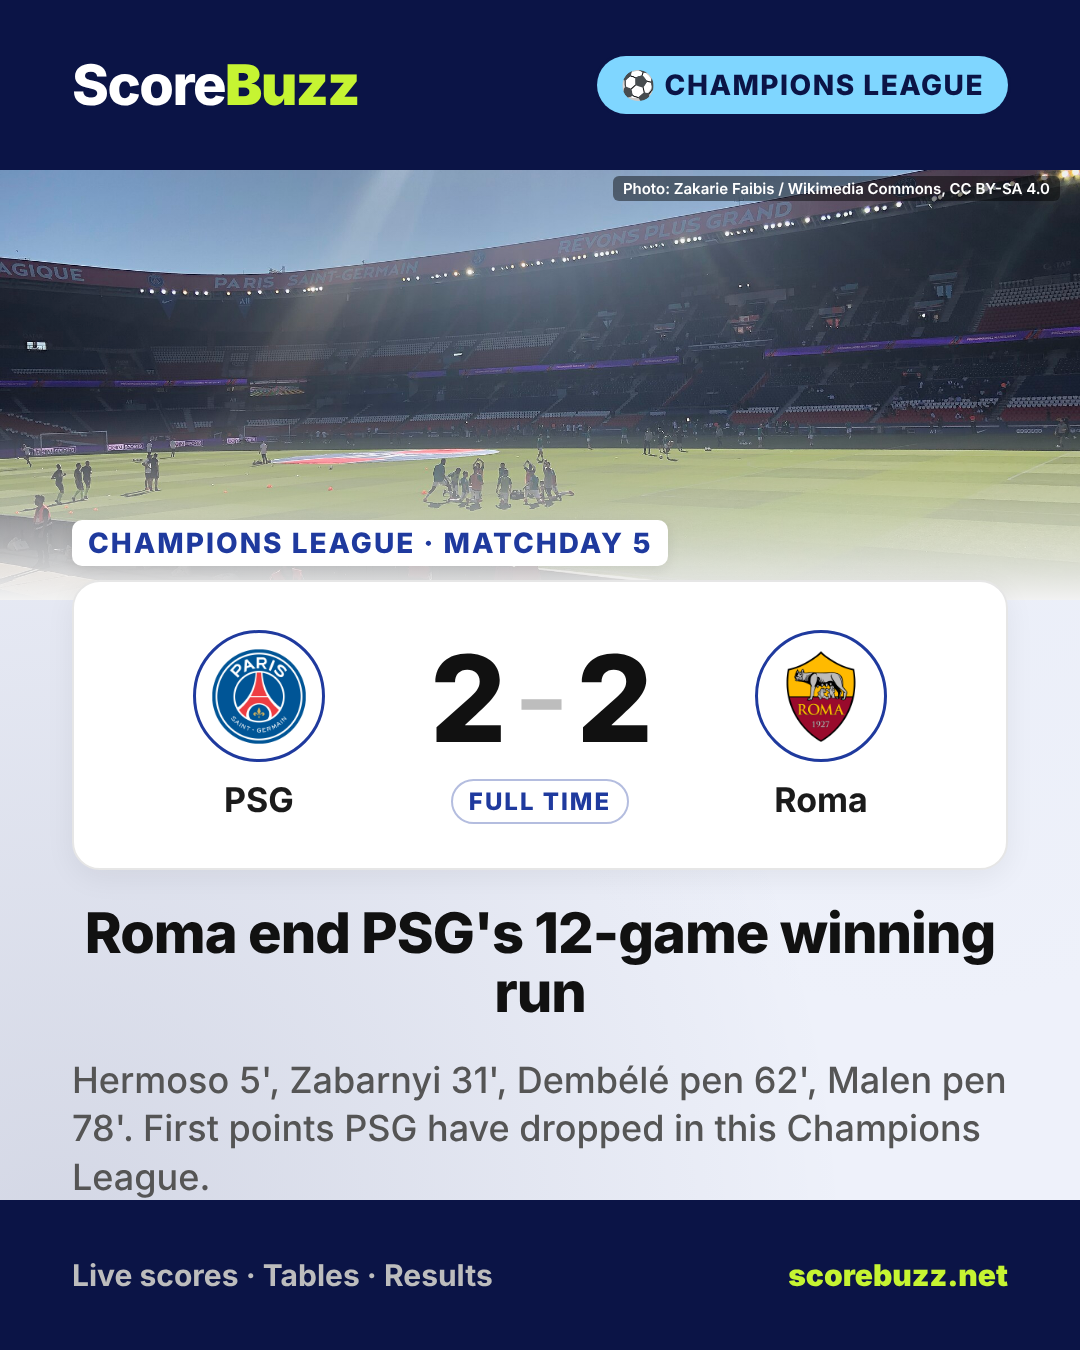 ScoreBuzz
⚽ CHAMPIONS LEAGUE
Photo: Zakarie Faibis / Wikimedia Commons, CC BY-SA 4.0
AGIQUE
PARIS SAINT-GERMAIN
REVONS PLUS GRAND
CHAMPIONS LEAGUE · MATCHDAY 5
PARIS
SAINT-GERMAIN
2-2
ROMA
1927
PSG
FULL TIME
Roma
Roma end PSG's 12-game winning
run
Hermoso 5', Zabarnyi 31', Dembélé pen 62', Malen pen
78'. First points PSG have dropped in this Champions
League.
Live scores · Tables · Results
scorebuzz.net